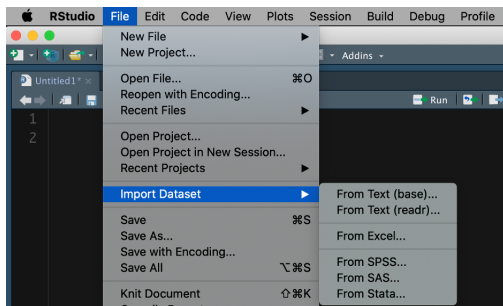 RStudio File Edit Code View Plots Session Build Debug Profile
New File
New Project...
Addins
Open File... ⌘O
Untitled1*
Reopen with Encoding...
Recent Files
Run
1
2
Open Project...
Open Project in New Session...
Recent Projects
Import Dataset
From Text (base)...
From Text (readr)...
From Excel...
From SPSS...
From SAS...
From Stata...
Save ⌘S
Save As...
Save with Encoding...
Save All ⌥⌘S
Knit Document ⇧⌘K